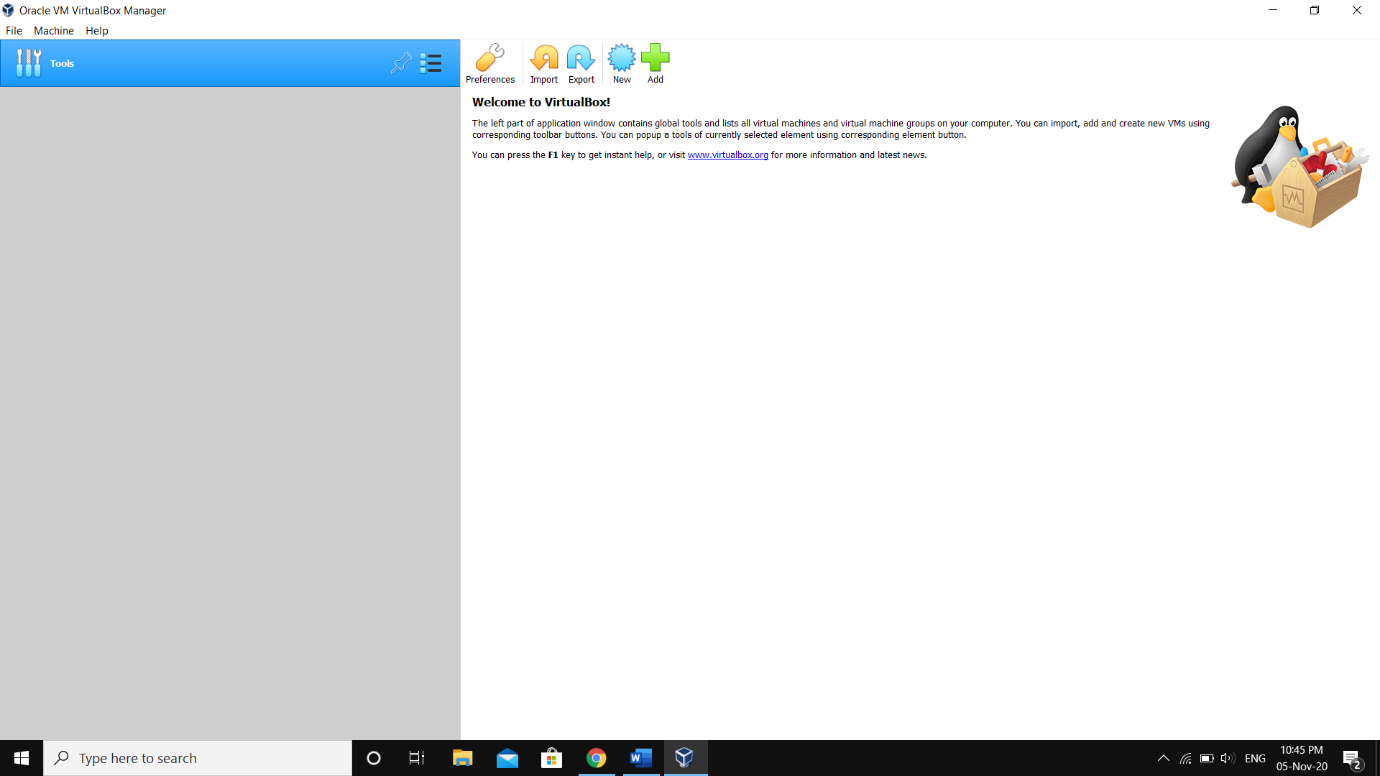 Oracle VM VirtualBox Manager
File Machine Help
Tools
Preferences Import Export New Add
Welcome to VirtualBox!
The left part of application window contains global tools and lists all virtual machines and virtual machine groups on your computer. You can import, add and create new VMs using
corresponding toolbar buttons. You can popup a tools of currently selected element using corresponding element button.
You can press the F1 key to get instant help, or visit www.virtualbox.org for more information and latest news.
Type here to search
ENG
10:45 PM
05-Nov-20
2